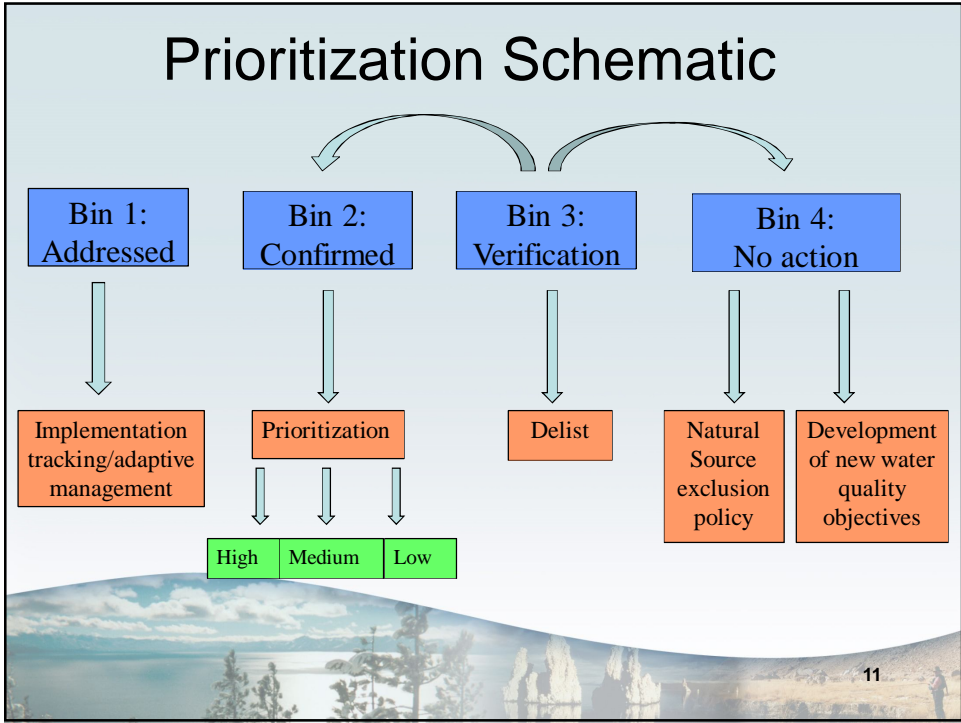 Prioritization Schematic
Bin 1:
Addressed
Bin 2:
Confirmed
Bin 3:
Verification
Bin 4:
No action
Implementation
tracking/adaptive
management
Prioritization
Delist
Natural
Source
exclusion
policy
Development
of new water
quality
objectives
High
Medium
Low
11